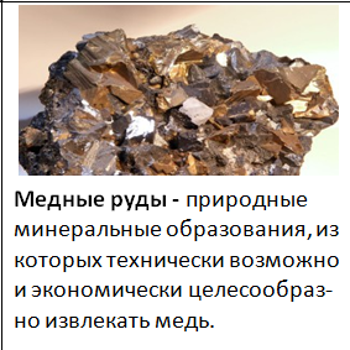 Медные руды - природные
минеральные образования, из
которых технически возможно
и экономически целесообраз-
но извлекать медь.